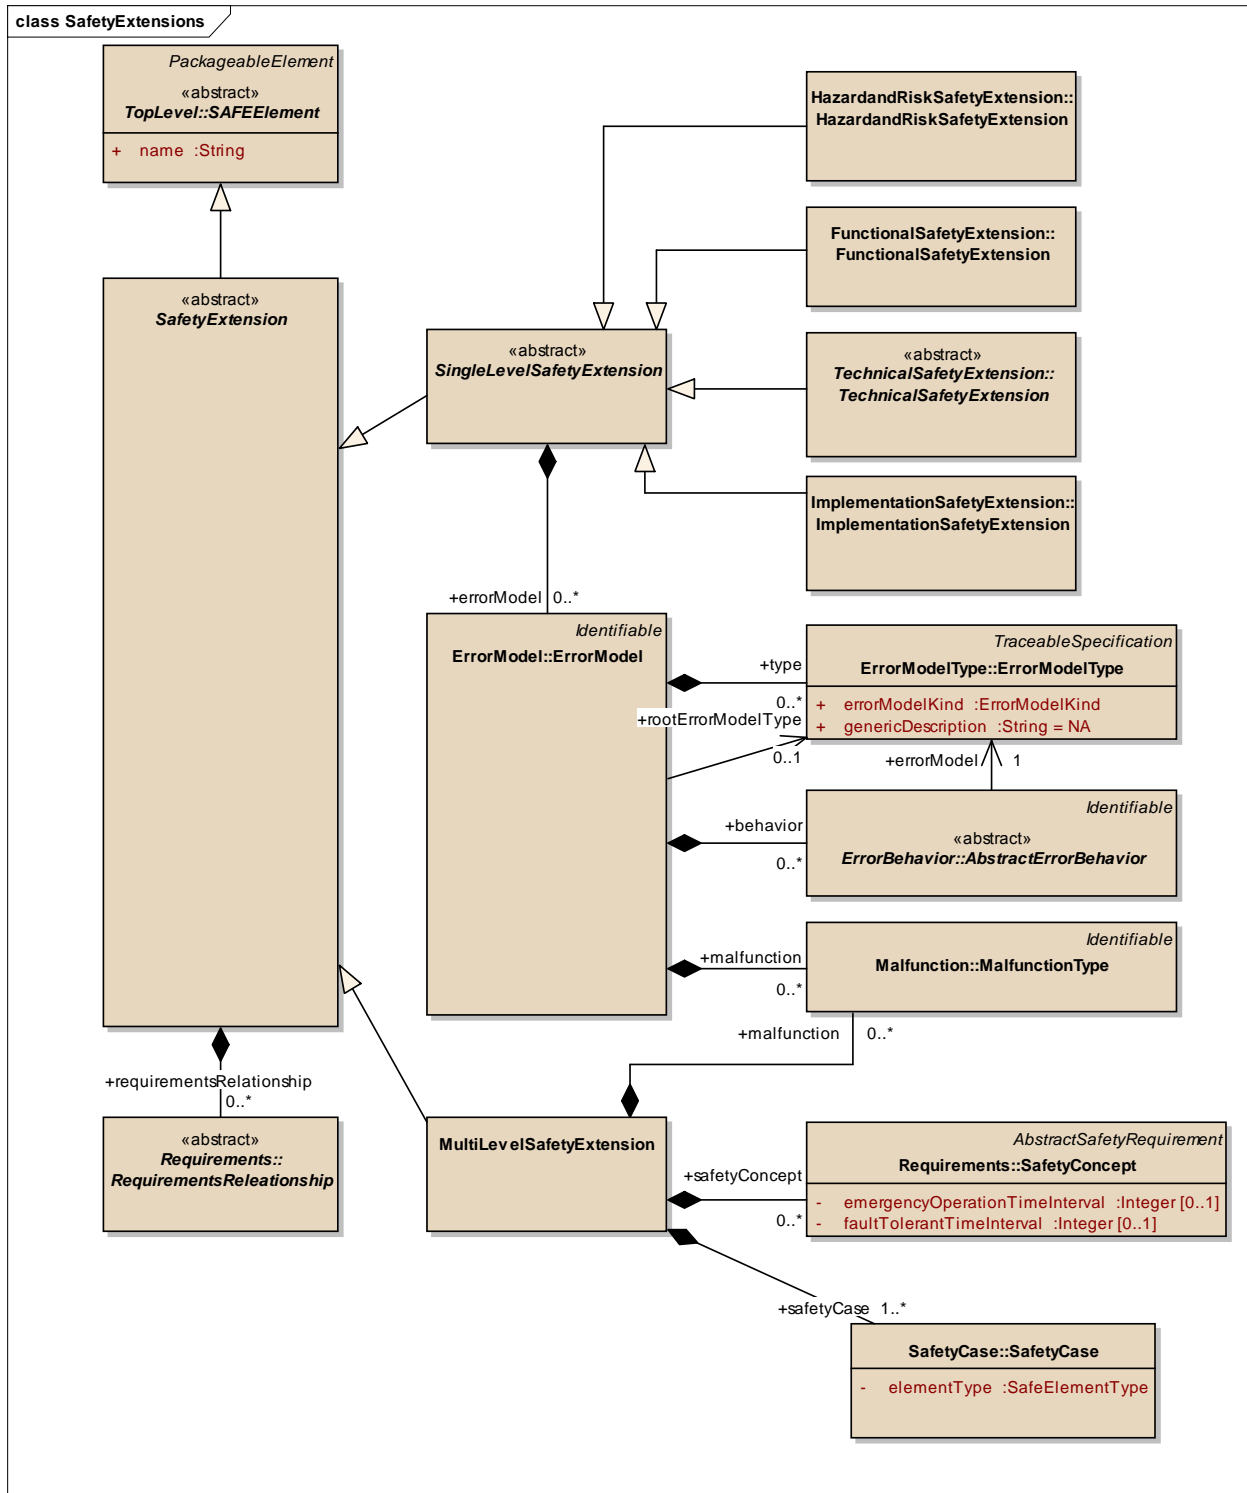 class SafetyExtensions
PackageableElement
«abstract»
TopLevel::SAFEElement
+ name :String
HazardandRiskSafetyExtension::
HazardandRiskSafetyExtension
FunctionalSafetyExtension::
FunctionalSafetyExtension
«abstract»
SafetyExtension
«abstract»
SingleLevelSafetyExtension
«abstract»
TechnicalSafetyExtension::
TechnicalSafetyExtension
ImplementationSafetyExtension::
ImplementationSafetyExtension
+errorModel 0..*
Identifiable
ErrorModel::ErrorModel
+type
0..*
TraceableSpecification
ErrorModelType::ErrorModelType
+ errorModelKind :ErrorModelKind
+ genericDescription :String = NA
+rootErrorModelType
0..1
+errorModel 1
+behavior
0..*
Identifiable
«abstract»
ErrorBehavior::AbstractErrorBehavior
+malfunction
0..*
Identifiable
Malfunction::MalfunctionType
+malfunction 0..*
+requirementsRelationship
0..*
«abstract»
Requirements::
RequirementsReleationship
MultiLevelSafetyExtension
+safetyConcept
0..*
AbstractSafetyRequirement
Requirements::SafetyConcept
- emergencyOperationTimeInterval :Integer [0..1]
- faultTolerantTimeInterval :Integer [0..1]
+safetyCase 1..*
SafetyCase::SafetyCase
- elementType :SafeElementType